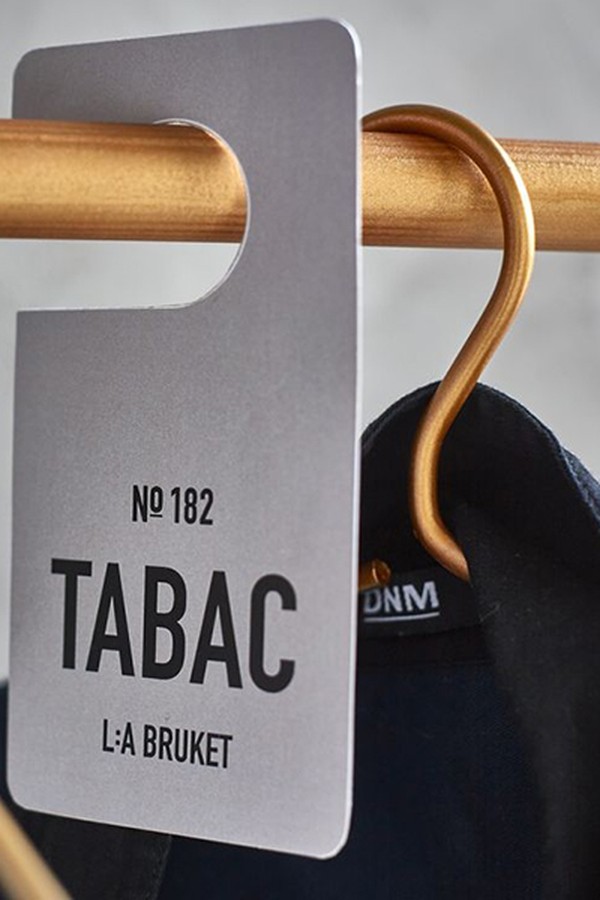 Nº 182
TABAC
L:A BRUKET
DNM